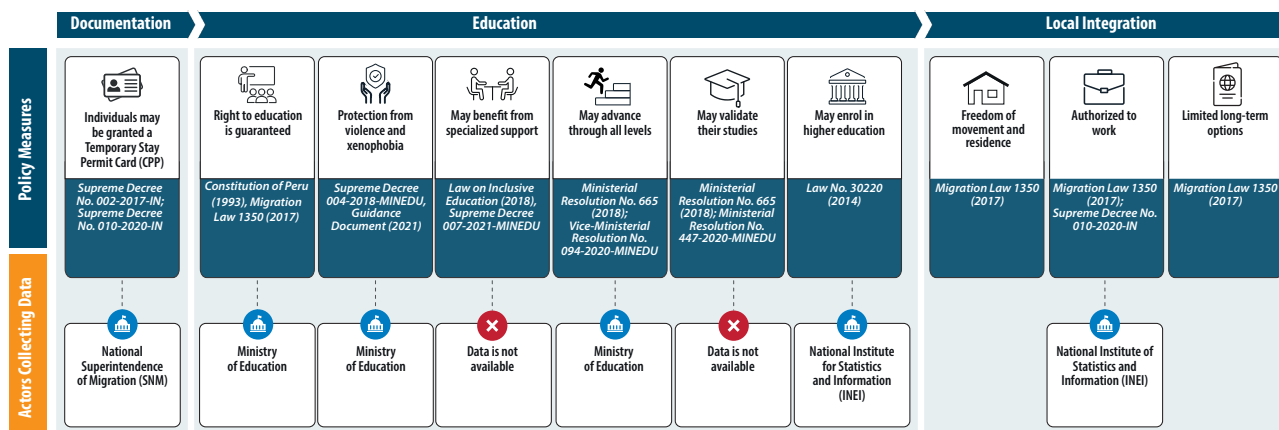 Documentation
Education
Local Integration
Policy Measures
Individuals may
be granted a
Temporary Stay
Permit Card (CPP)
Supreme Decree
No. 002-2017-IN;
Supreme Decree
No. 010-2020-IN
Right to education
is guaranteed
Constitution of Peru
(1993), Migration
Law 1350 (2017)
Protection from
violence and
xenophobia
Supreme Decree
004-2018-MINEDU,
Guidance
Document (2021)
May benefit from
specialized support
Law on Inclusive
Education (2018),
Supreme Decree
007-2021-MINEDU
May advance
through all levels
Ministerial
Resolution No. 665
(2018);
Vice-Ministerial
Resolution No.
094-2020-MINEDU
May validate
their studies
Ministerial
Resolution No. 665
(2018); Ministerial
Resolution No.
447-2020-MINEDU
May enrol in
higher education
Law No. 30220
(2014)
Freedom of
movement and
residence
Migration Law 1350
(2017)
Authorized to
work
Migration Law 1350
(2017);
Supreme Decree No.
010-2020-IN
Limited long-term
options
Migration Law 1350
(2017)
Actors Collecting Data
National
Superintendence
of Migration (SNM)
Ministry
of Education
Ministry
of Education
Data is not
available
Ministry
of Education
Data is not
available
National Institute
for Statistics
and Information
(INEI)
National Institute of
Statistics and
Information (INEI)